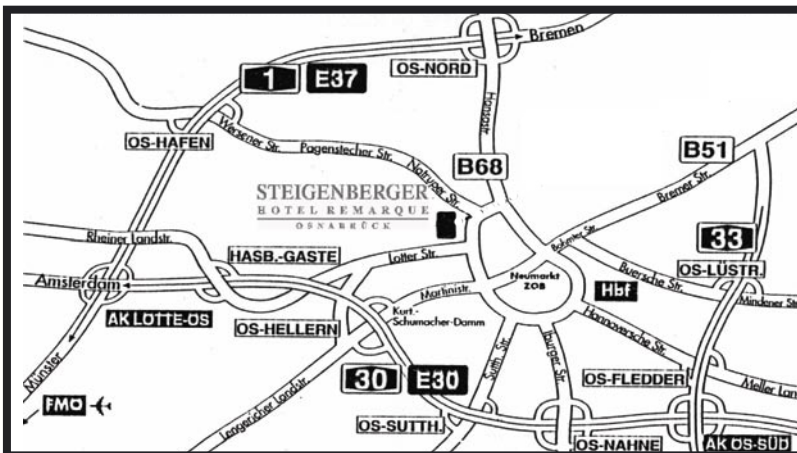 Bremen
OS-NORD
1
E37
Hansastr.
OS-HAFEN
Wersener Str.
Pagenstecher Str.
Natruper Str.
B68
B51
Bremer Str.
STEIGENBERGER
HOTEL REMARQUE
OSNABRÜCK
Rheiner Landstr.
HASB.-GASTE
Lotter Str.
Bohmter Str.
33
OS-LÜSTR.
Buersche Str.
Mindener Str.
Amsterdam
Neumarkt
ZOB
Hbf
Martinistr.
AK LOTTE-OS
OS-HELLERN
Kurt.-
Schumacher-Damm
Hannoversche Str.
Münster
30
E30
Sutth. Str.
Iburger Str.
OS-FLEDDER
Meller Lan
FMO
Lengericher Landstr.
OS-SUTTH.
OS-NAHNE
AK OS-SÜD